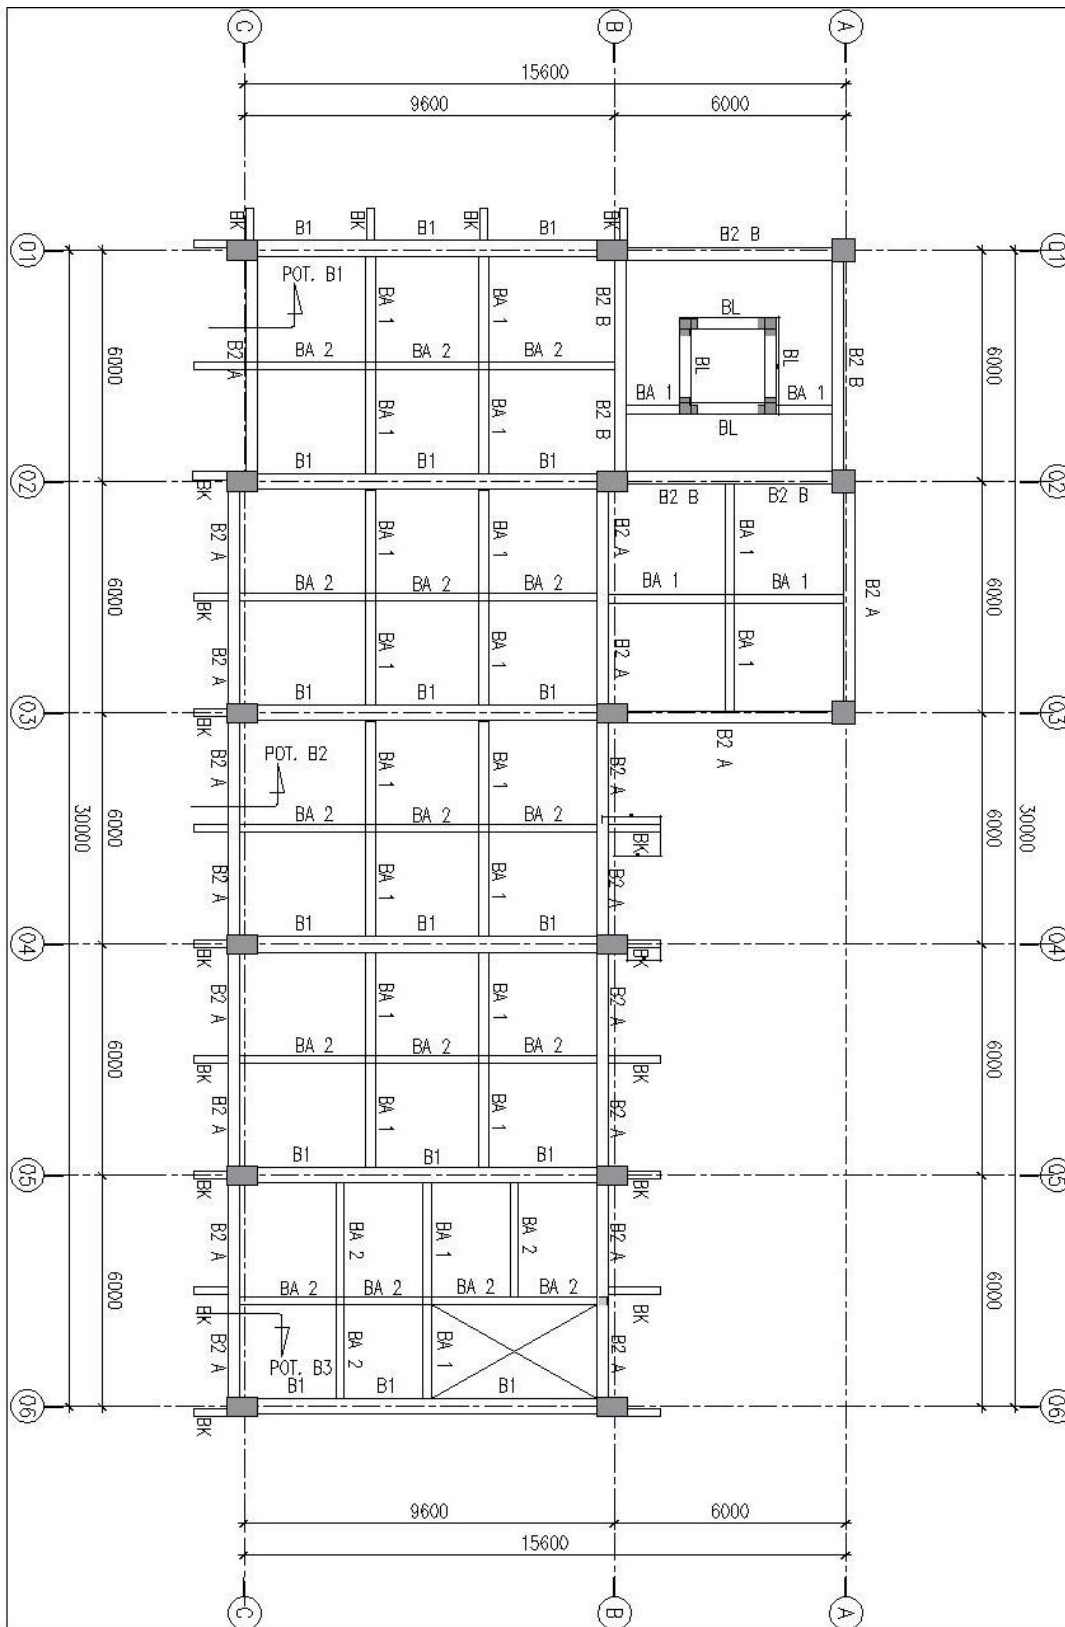 C B A
15600
9600 6000
BK B1 BK B1 BK B1 BK B2 B
01 01
POT. B1
BA 1 BA 1 B2 B BL
6000 B2 A BA 2 BA 2 BA 2 BL BL B2 B 6000
BA 1 BA 1
BA 1 BA 1 B2 B BL
B1 B1 B1
02 02
BK B2 B B2 B
B2 A BA 1 BA 1 B2 A BA 1
6000 BA 2 BA 2 BA 2 BA 1 BA 1 B2 A 6000
BK
B2 A BA 1 BA 1 B2 A BA 1
B1 B1 B1
03 03
BK
B2 A POT. B2 BA 1 BA 1 B2 A B2 A
30000 6000 BA 2 BA 2 BA 2 BK 6000 30000
B2 A BA 1 BA 1 B2 A
B1 B1 B1
04 04
BK BK
B2 A BA 1 BA 1 B2 A
6000 BA 2 BA 2 BA 2 6000
BK BK
B2 A BA 1 BA 1 B2 A
B1 B1 B1
05 05
BK BK
B2 A BA 2 BA 1 BA 2 B2 A
6000 BA 2 BA 2 BA 2 BA 2 6000
BK BK
B2 A POT. B3 BA 2 BA 1 B2 A
B1 B1 B1
06 06
BK
9600 6000
15600
C B A